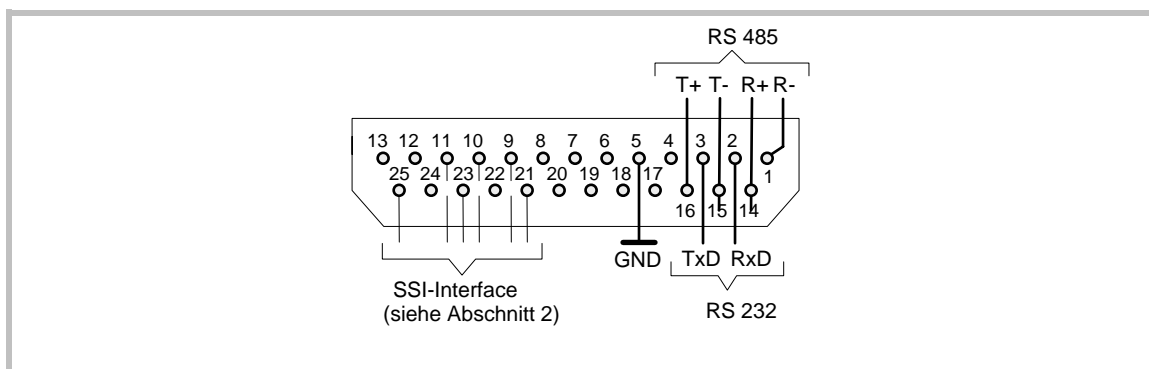 RS 485
T+ T- R+ R-
13 12 11 10 9 8 7 6 5 4 3 2 1
25 24 23 22 21 20 19 18 17 16 15 14
GND TxD RxD
SSI-Interface
(siehe Abschnitt 2)
RS 232